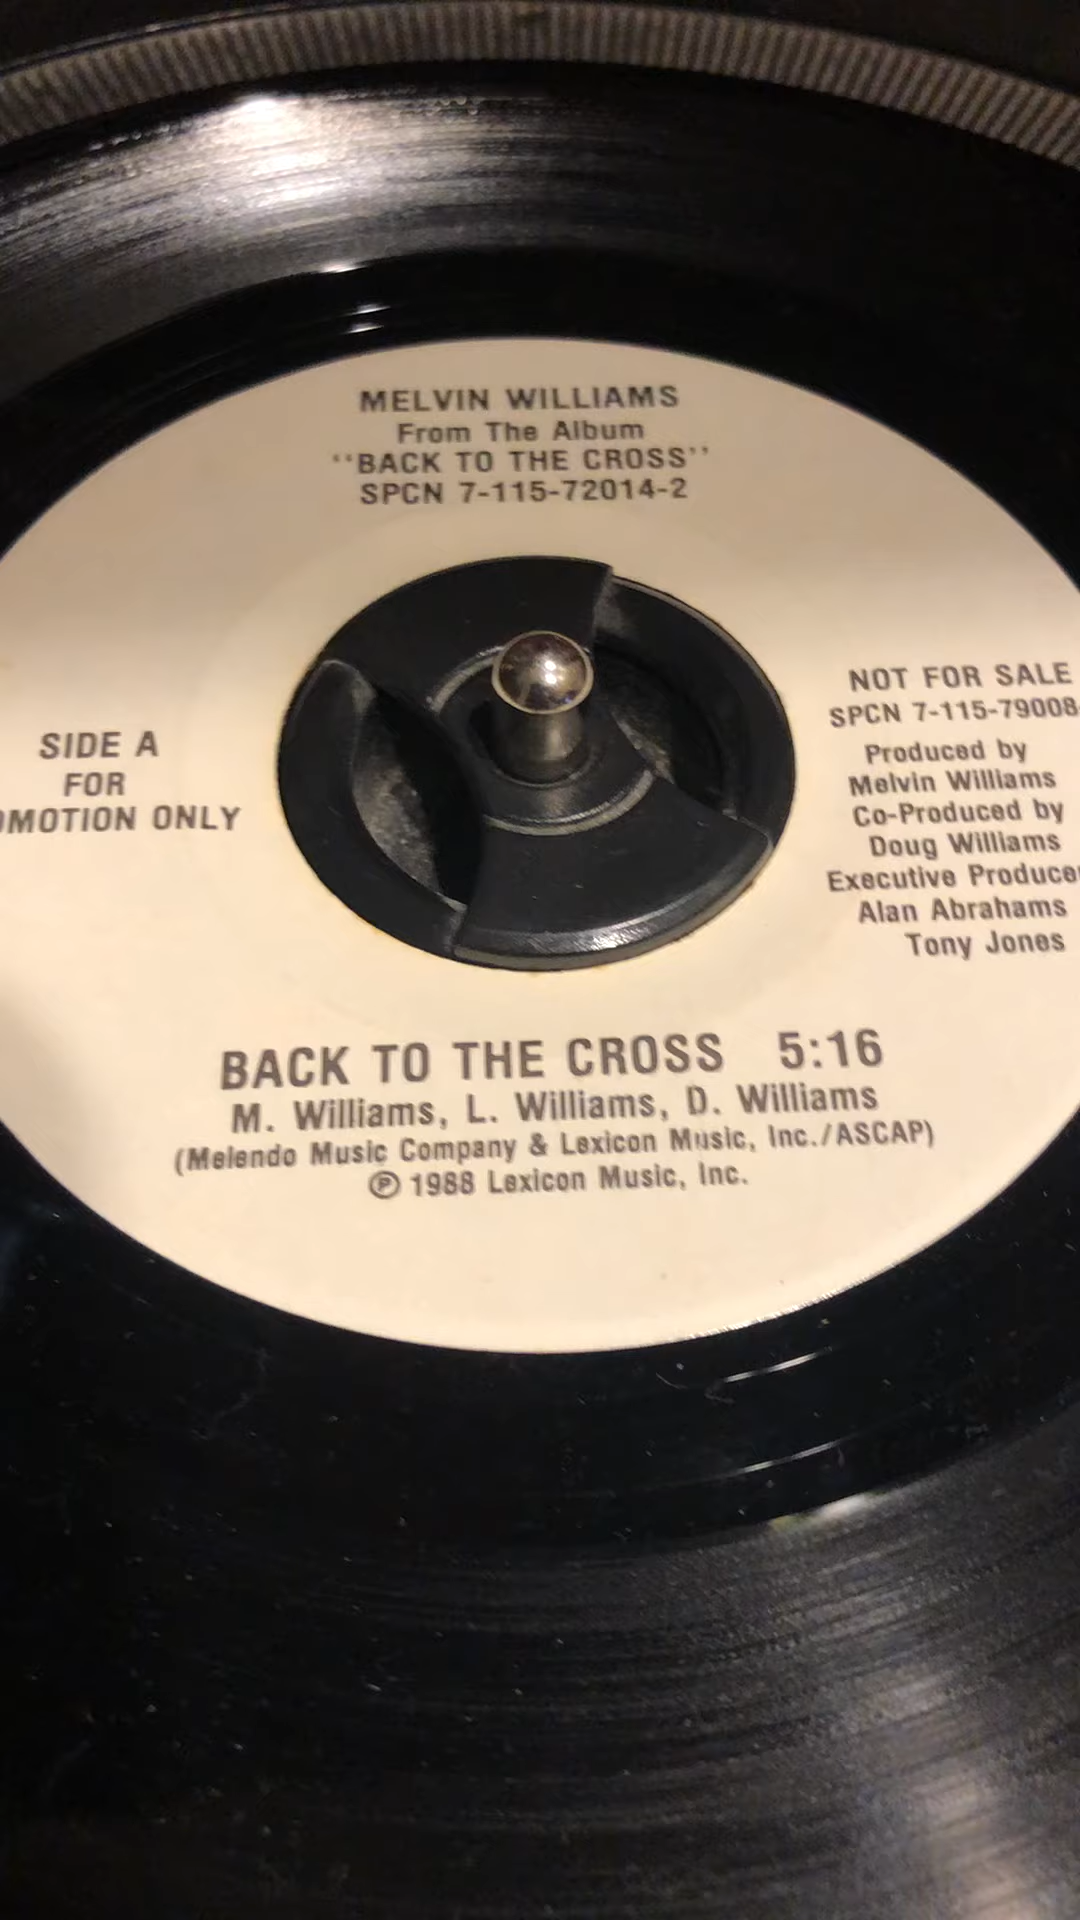 MELVIN WILLIAMS
From The Album
"BACK TO THE CROSS"
SPCN 7-115-72014-2
SIDE A
FOR
ONLY
NOT FOR SALE
SPCN 7-115-79008-
Produced by
Melvin Williams
Co-Produced by
Doug Williams
Executive
Alan Abrahams
Tony Jones
BACK TO THE CROSS 5:16
M. Williams, L. Williams, D. Williams
(Melendo Music Company & Lexicon Music, Inc./ASCAP)
Ⓟ 1988 Lexicon Music, Inc.